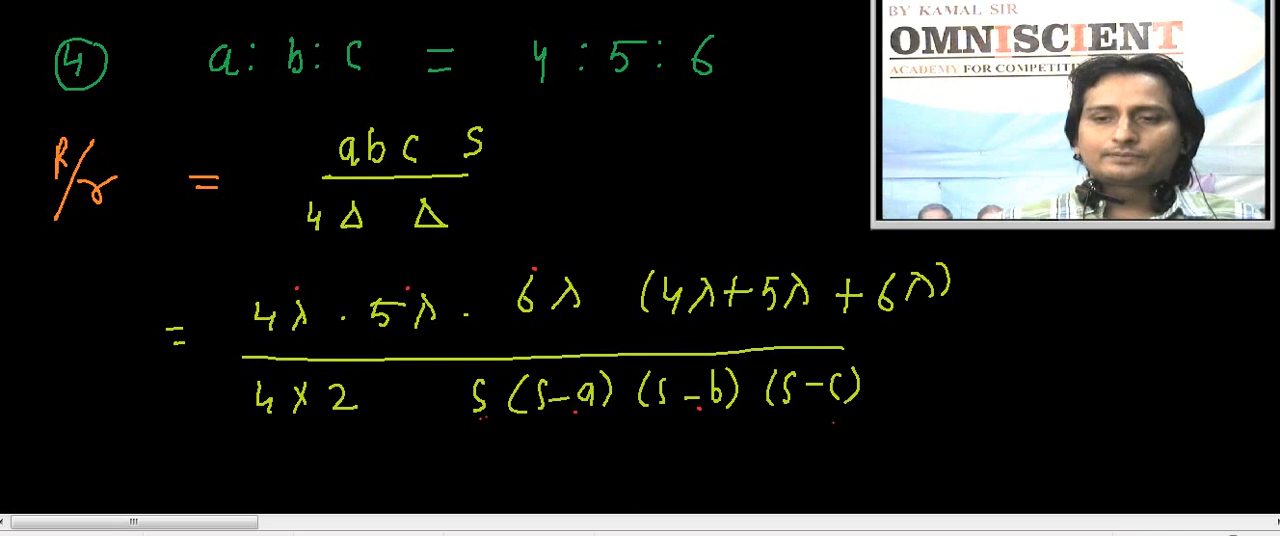 BY KAMAL SIR
OMNISCIENT
ACADEMY FOR COMPETITI
④ a : b : c = 4 : 5 : 6
R/r = abc s
4 Δ Δ
= 4λ . 5λ . 6λ (4λ+5λ+6λ)
4 × 2 s (s-a) (s-b) (s-c)